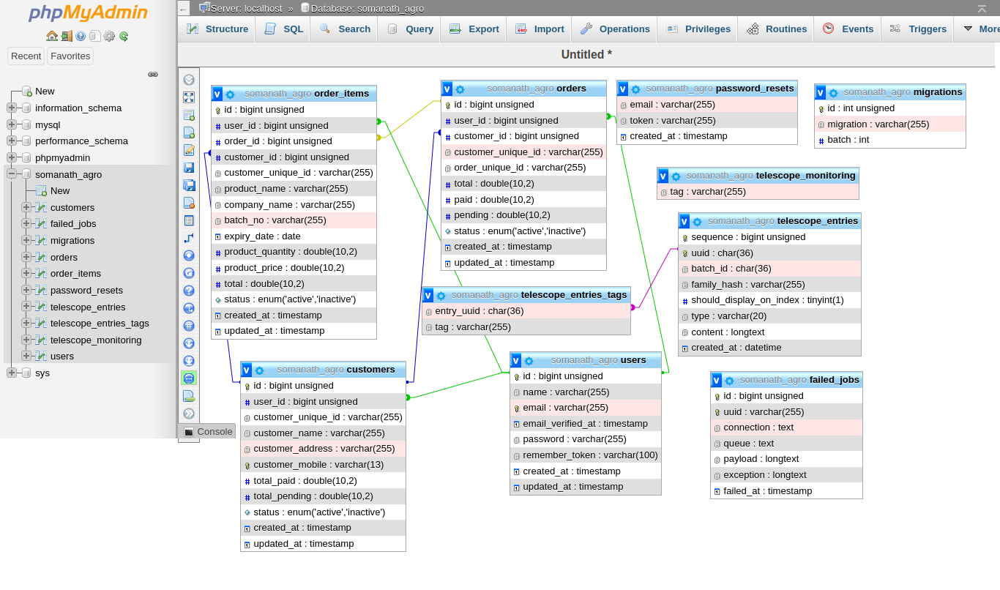 phpMyAdmin
Recent
Favorites
New
information_schema
mysql
performance_schema
phpmyadmin
somanath_agro
New
customers
failed_jobs
migrations
orders
order_items
password_resets
telescope_entries
telescope_entries_tags
telescope_monitoring
users
sys
← Server: localhost » Database: somanath_agro
Structure SQL Search Query Export Import Operations Privileges Routines Events Triggers More
Untitled *
v somanath_agro order_items
id : bigint unsigned
# user_id : bigint unsigned
# order_id : bigint unsigned
# customer_id : bigint unsigned
customer_unique_id : varchar(255)
product_name : varchar(255)
company_name : varchar(255)
batch_no : varchar(255)
expiry_date : date
# product_quantity : double(10,2)
# product_price : double(10,2)
# total : double(10,2)
status : enum('active','inactive')
created_at : timestamp
updated_at : timestamp
v somanath_agro orders
id : bigint unsigned
# user_id : bigint unsigned
# customer_id : bigint unsigned
customer_unique_id : varchar(255)
order_unique_id : varchar(255)
# total : double(10,2)
# paid : double(10,2)
# pending : double(10,2)
status : enum('active','inactive')
created_at : timestamp
updated_at : timestamp
v somanath_agro password_resets
email : varchar(255)
token : varchar(255)
created_at : timestamp
v somanath_agro migrations
id : int unsigned
migration : varchar(255)
# batch : int
v somanath_agro telescope_monitoring
tag : varchar(255)
v somanath_agro telescope_entries
sequence : bigint unsigned
uuid : char(36)
batch_id : char(36)
family_hash : varchar(255)
# should_display_on_index : tinyint(1)
type : varchar(20)
content : longtext
created_at : datetime
v somanath_agro telescope_entries_tags
entry_uuid : char(36)
tag : varchar(255)
v somanath_agro customers
id : bigint unsigned
# user_id : bigint unsigned
customer_unique_id : varchar(255)
customer_name : varchar(255)
customer_address : varchar(255)
customer_mobile : varchar(13)
# total_paid : double(10,2)
# total_pending : double(10,2)
status : enum('active','inactive')
created_at : timestamp
updated_at : timestamp
v somanath_agro users
id : bigint unsigned
name : varchar(255)
email : varchar(255)
email_verified_at : timestamp
password : varchar(255)
remember_token : varchar(100)
created_at : timestamp
updated_at : timestamp
v somanath_agro failed_jobs
id : bigint unsigned
uuid : varchar(255)
connection : text
queue : text
payload : longtext
exception : longtext
failed_at : timestamp
Console